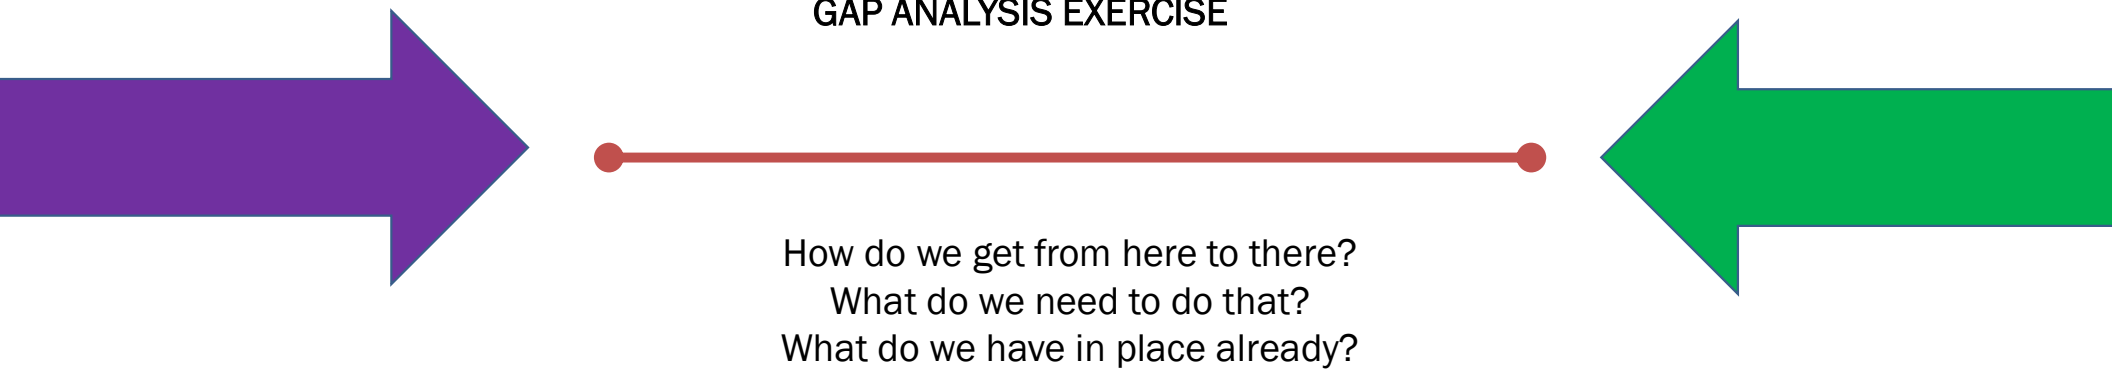 GAP ANALYSIS EXERCISE
How do we get from here to there?
What do we need to do that?
What do we have in place already?